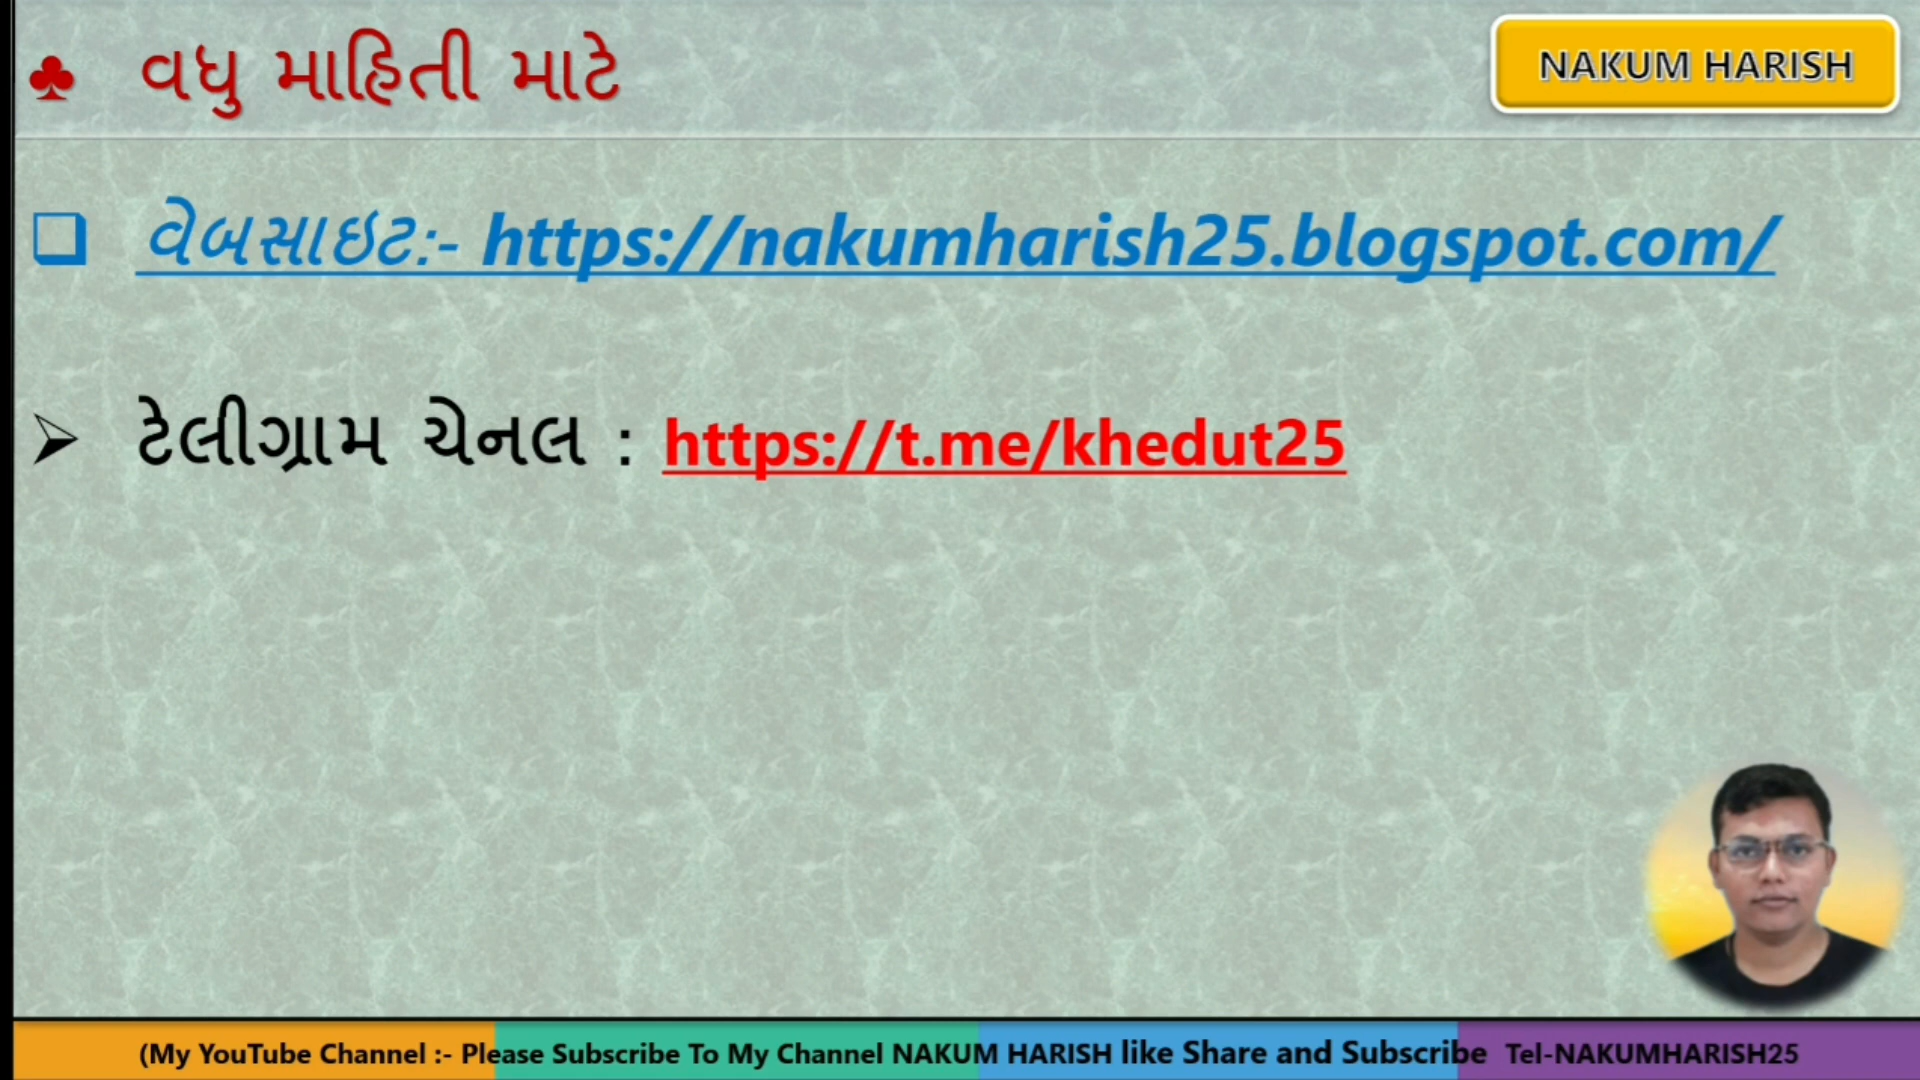 ♣ વધુ માહિતી માટે
NAKUM HARISH
❑ વેબસાઇટ:- https://nakumharish25.blogspot.com/
➢ ટેલીગ્રામ ચેનલ : https://t.me/khedut25
(My YouTube Channel :- Please Subscribe To My Channel NAKUM HARISH like Share and Subscribe Tel-NAKUMHARISH25